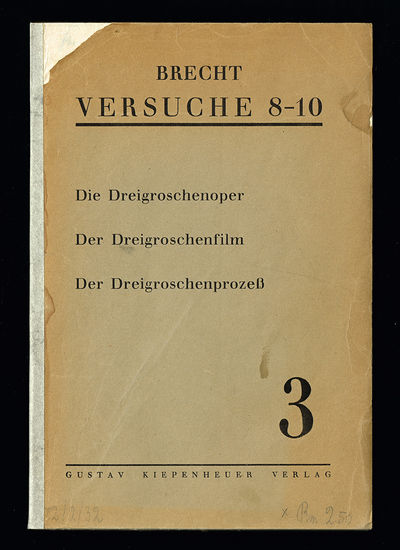 BRECHT
VERSUCHE 8-10
Die Dreigroschenoper
Der Dreigroschenfilm
Der Dreigroschenprozeß
3
GUSTAV KIEPENHEUER VERLAG